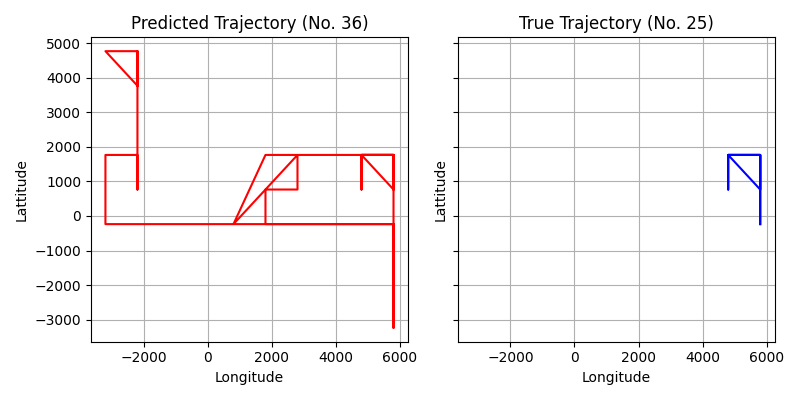 Predicted Trajectory (No. 36)
True Trajectory (No. 25)
5000
4000
3000
2000
1000
0
−1000
−2000
−3000
Lattitude
Lattitude
−2000 0 2000 4000 6000
−2000 0 2000 4000 6000
Longitude
Longitude